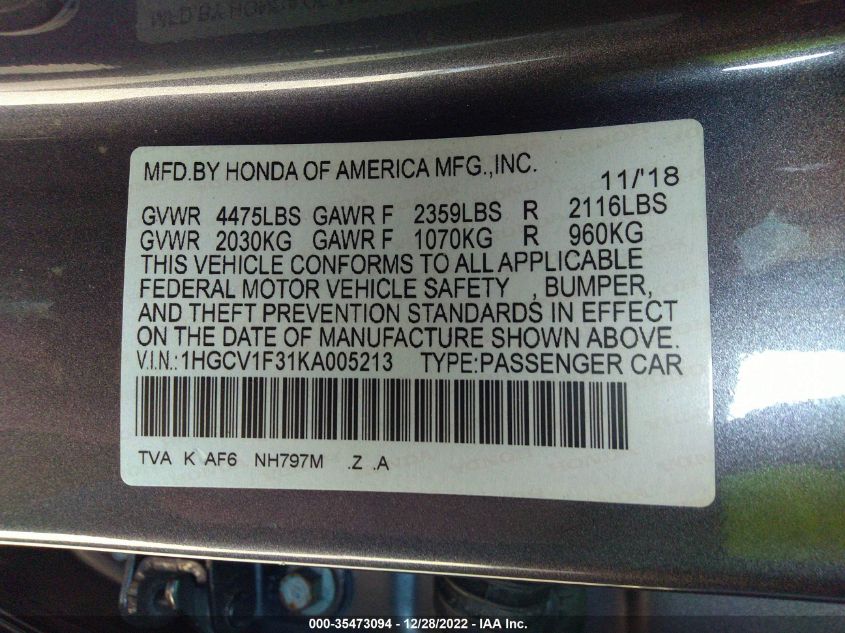 MFD.BY HONDA OF AMERICA MFG.,INC. 11/'18
GVWR 4475LBS GAWR F 2359LBS R 2116LBS
GVWR 2030KG GAWR F 1070KG R 960KG
THIS VEHICLE CONFORMS TO ALL APPLICABLE
FEDERAL MOTOR VEHICLE SAFETY , BUMPER,
AND THEFT PREVENTION STANDARDS IN EFFECT
ON THE DATE OF MANUFACTURE SHOWN ABOVE.
V.I.N.:1HGCV1F31KA005213 TYPE:PASSENGER CAR
TVA K AF6 NH797M .Z .A
000-35473094 - 12/28/2022 - IAA Inc.